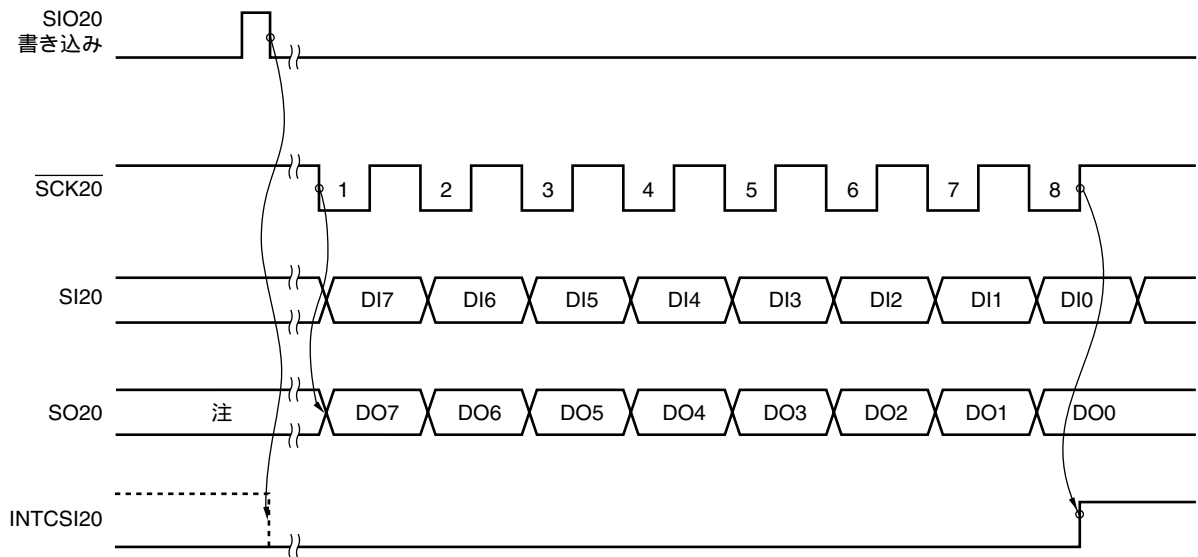 SIO20
書き込み
SCK20
1 2 3 4 5 6 7 8
SI20
DI7 DI6 DI5 DI4 DI3 DI2 DI1 DI0
SO20
注 DO7 DO6 DO5 DO4 DO3 DO2 DO1 DO0
INTCSI20